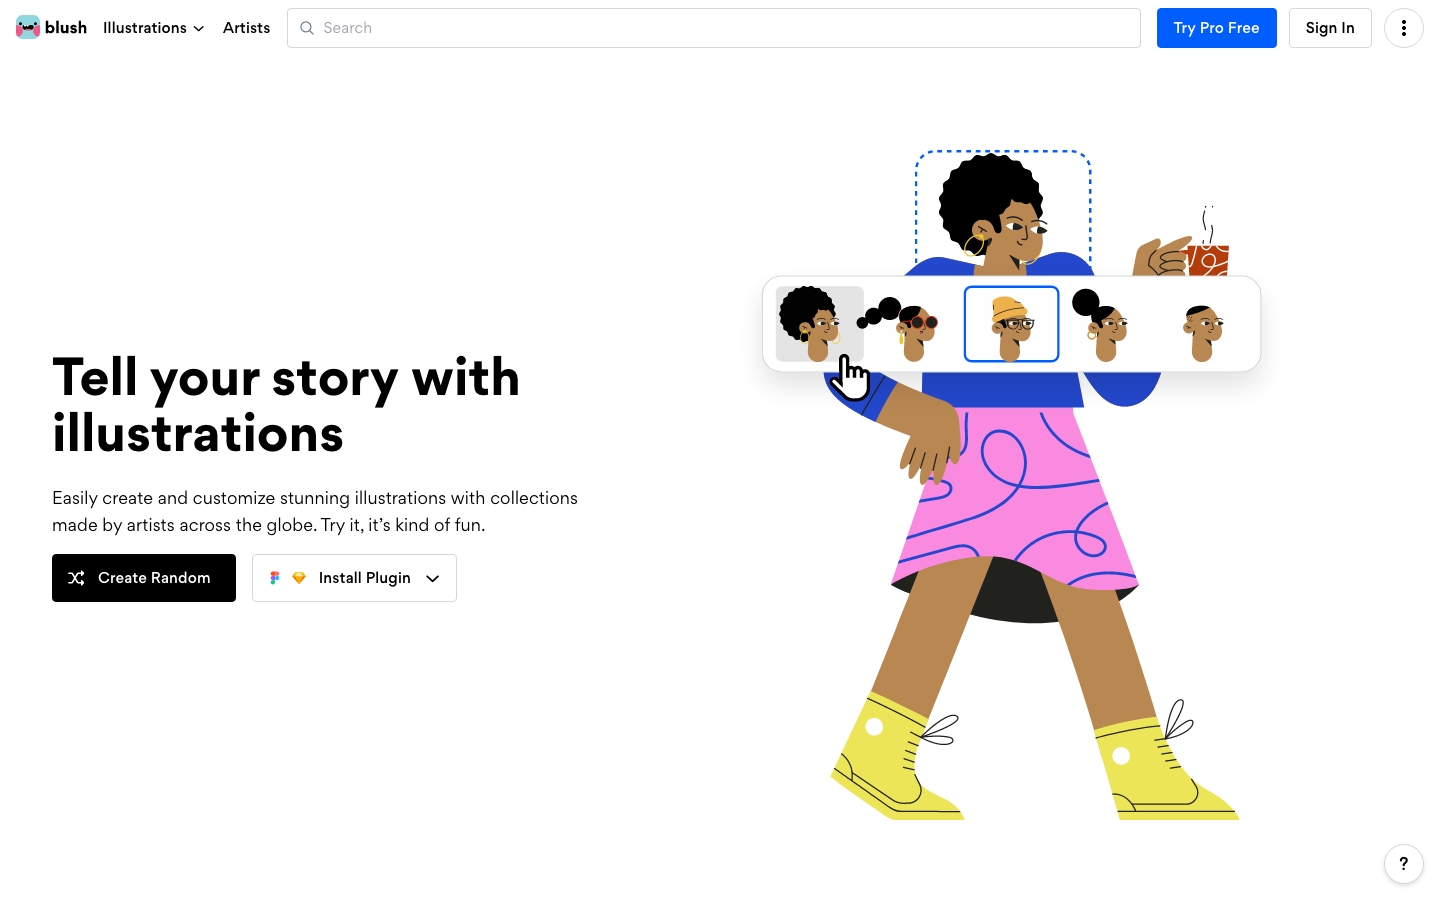 blush
Illustrations
Artists
Search
Try Pro Free
Sign In
Tell your story with
illustrations
Easily create and customize stunning illustrations with collections
made by artists across the globe. Try it, it’s kind of fun.
Create Random
Install Plugin
?